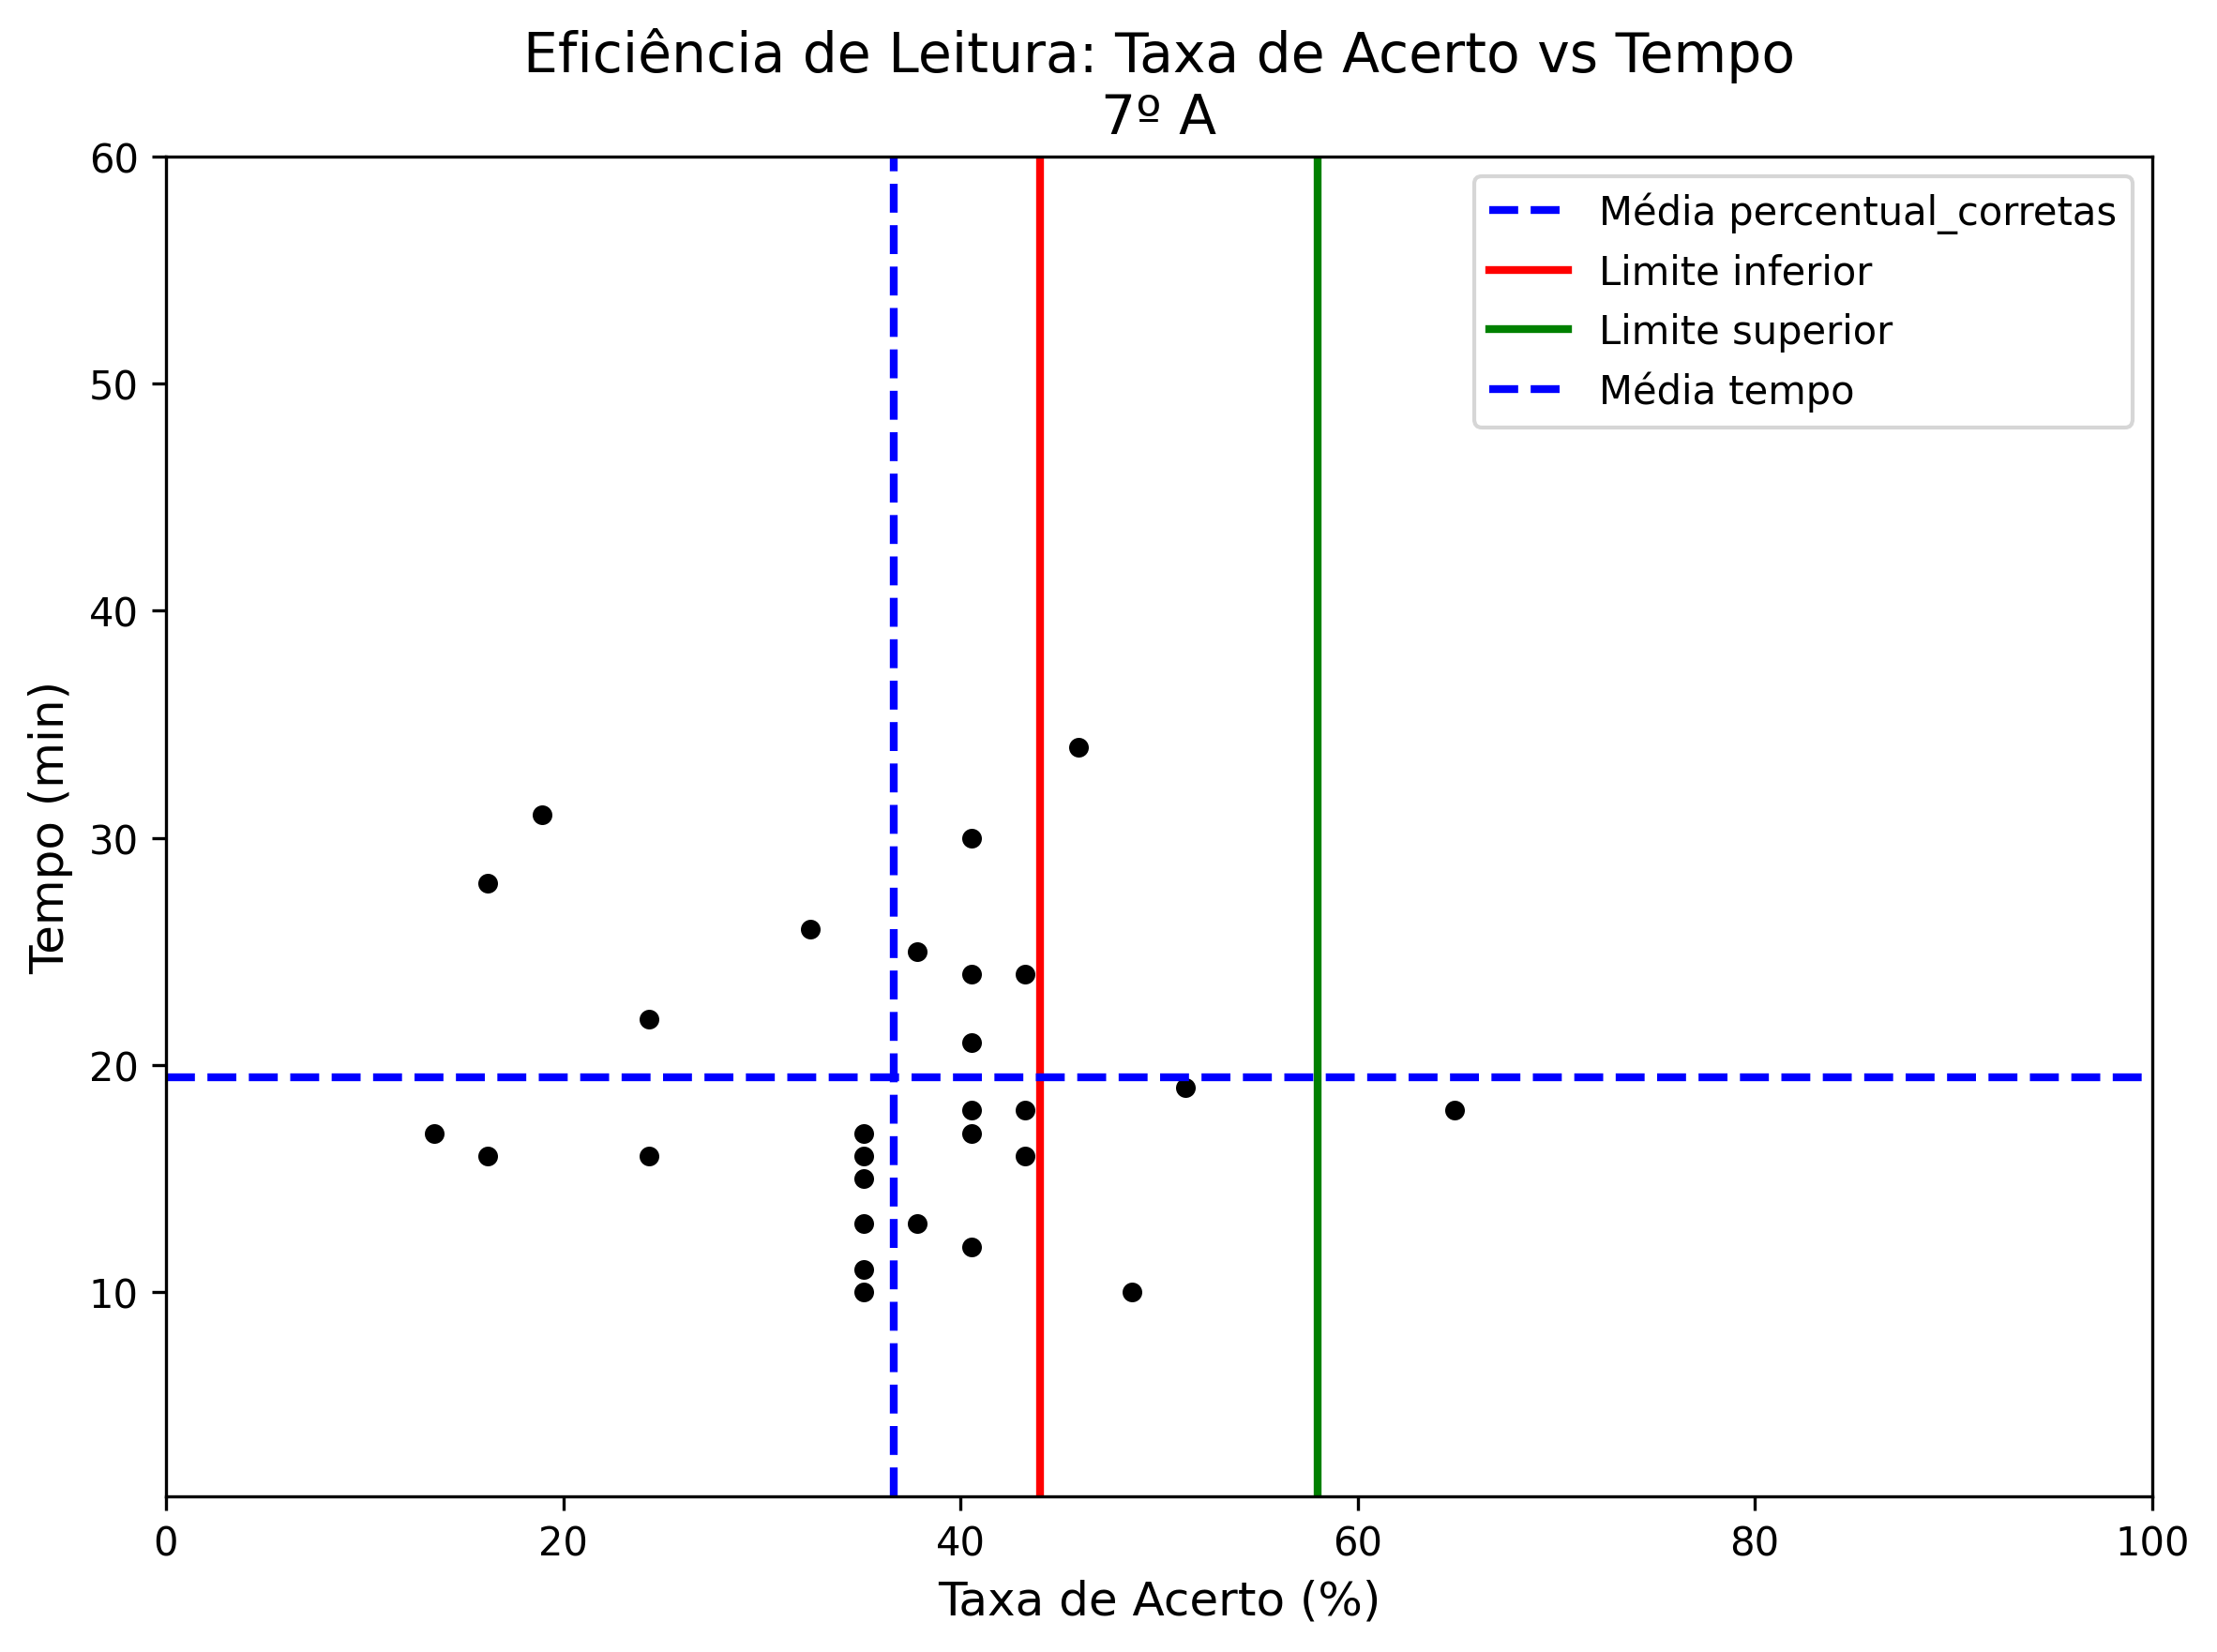 Eficiência de Leitura: Taxa de Acerto vs Tempo
7º A
Média percentual_corretas
Limite inferior
Limite superior
Média tempo
Tempo (min)
60
50
40
30
20
10
0 20 40 60 80 100
Taxa de Acerto (%)